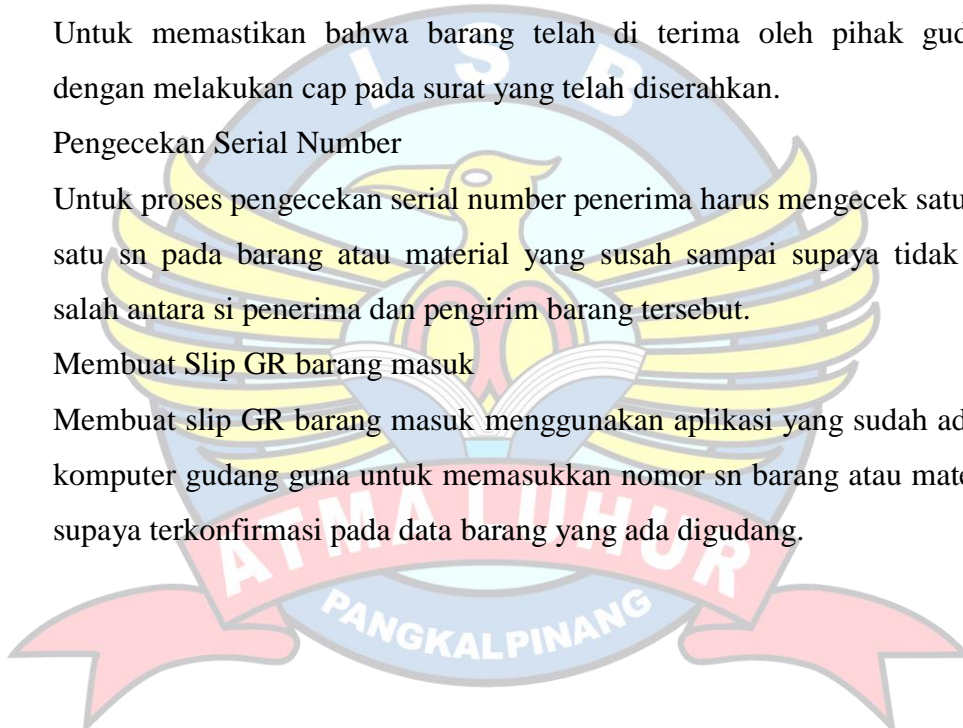 Untuk memastikan bahwa barang telah di terima oleh pihak
dengan melakukan cap pada surat yang telah diserahkan.
Pengecekan Serial Number
Untuk proses pengecekan serial number penerima harus mengecek satu
satu sn pada barang atau material yang susah sampai supaya tidak
salah antara si penerima dan pengirim barang tersebut.
Membuat Slip GR barang masuk
Membuat slip GR barang masuk menggunakan aplikasi yang sudah
komputer gudang guna untuk memasukkan nomor sn barang atau
supaya terkonfirmasi pada data barang yang ada digudang.
I S B
ATMA LUHUR
PANGKALPINANG